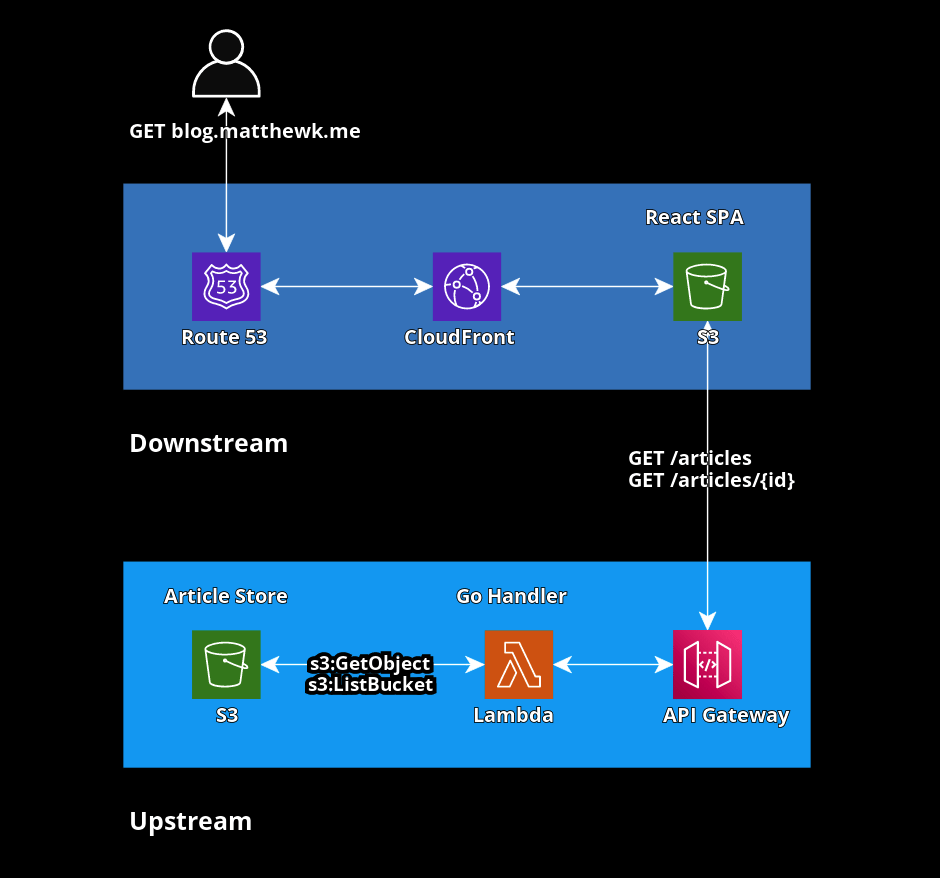 GET blog.matthewk.me
React SPA
53
Route 53
CloudFront
S3
Downstream
GET /articles
GET /articles/{id}
Article Store
Go Handler
s3:GetObject
s3:ListBucket
</>
S3
Lambda
API Gateway
Upstream